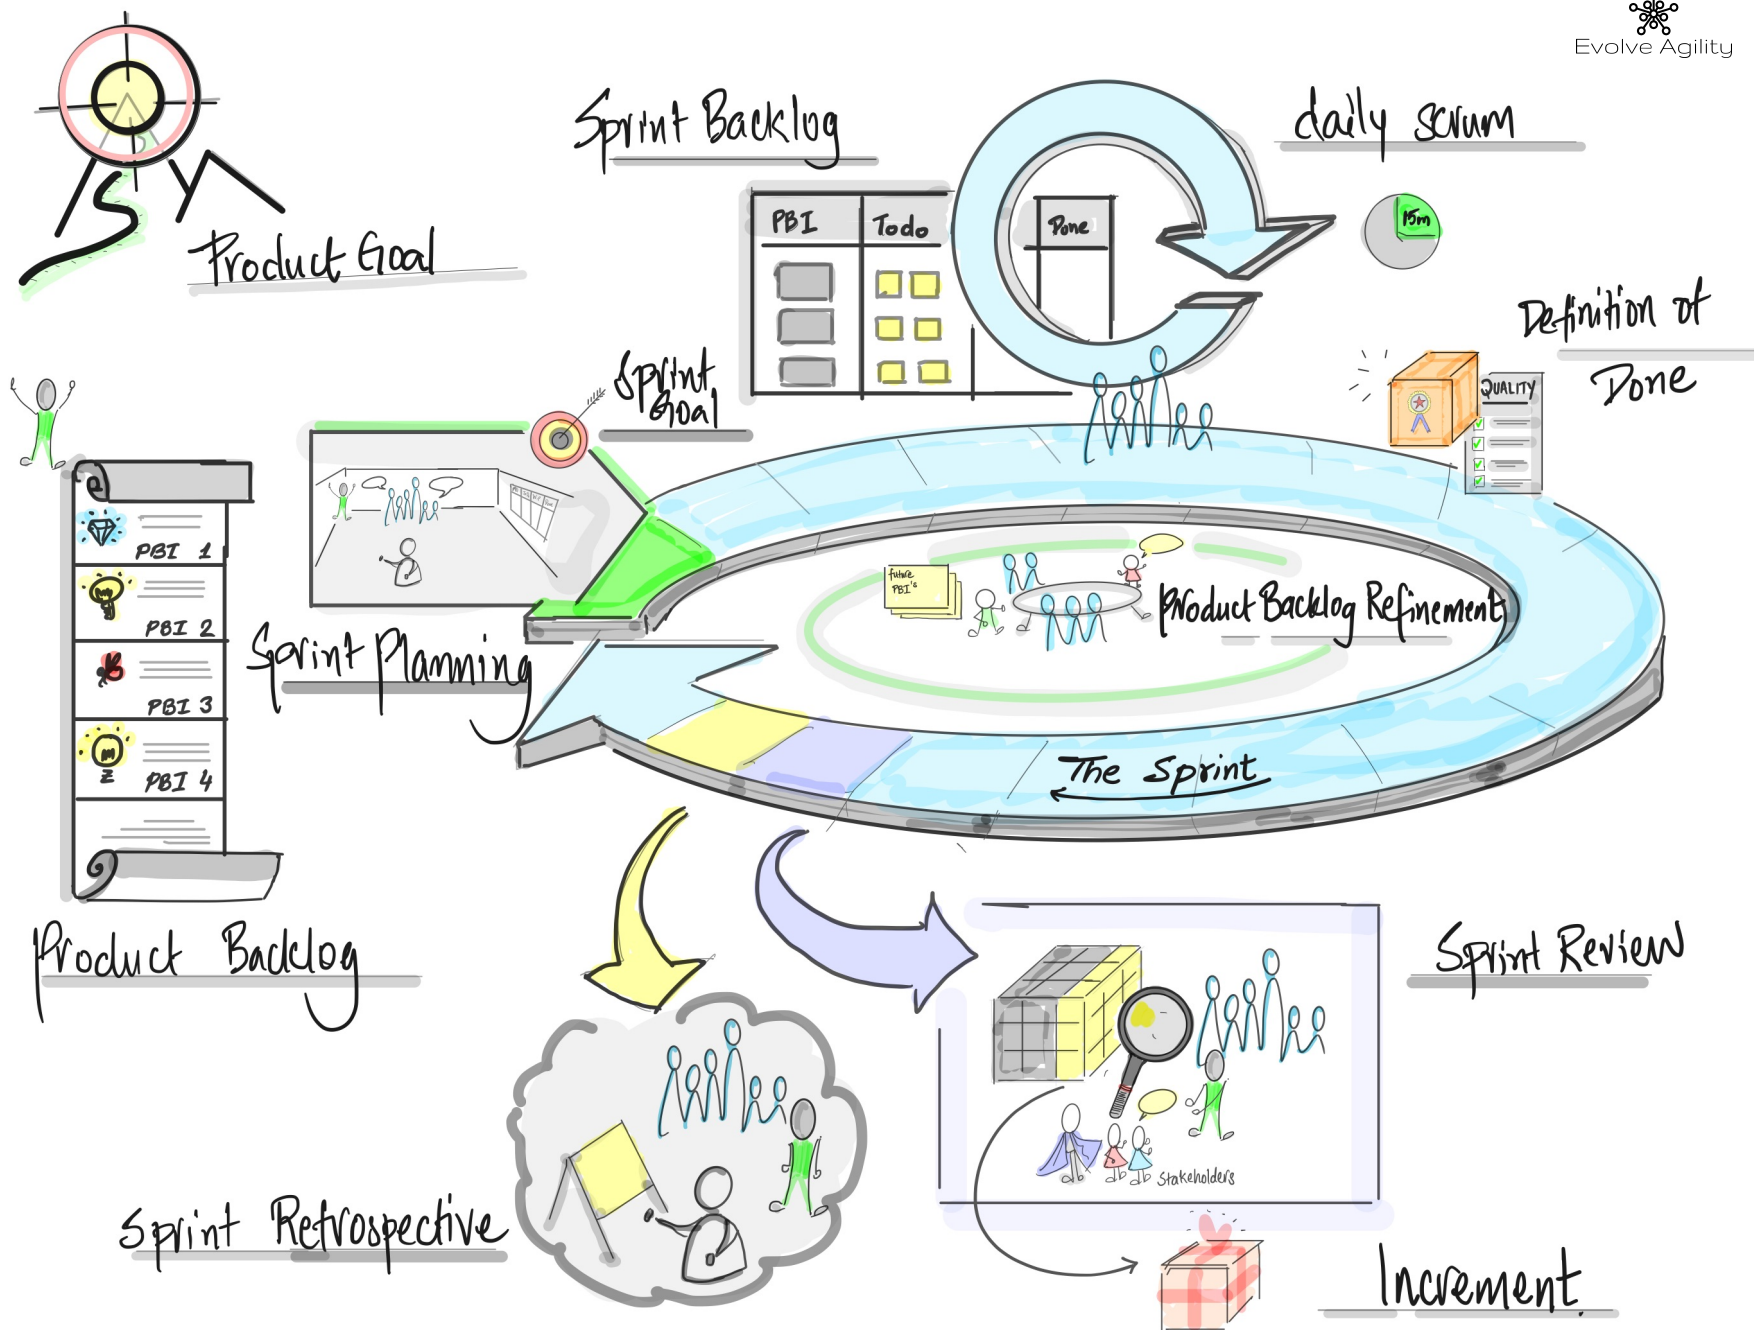 Evolve Agility
Product Goal
Sprint Backlog
PBI
Todo
Done
daily scrum
15m
Definition of
Done
QUALITY
Sprint
Goal
Sprint Planning
PBI 1
PBI 2
PBI 3
PBI 4
Product Backlog
future
PBI's
Product Backlog Refinement
The Sprint
Sprint Review
Stakeholders
Sprint Retrospective
Increment